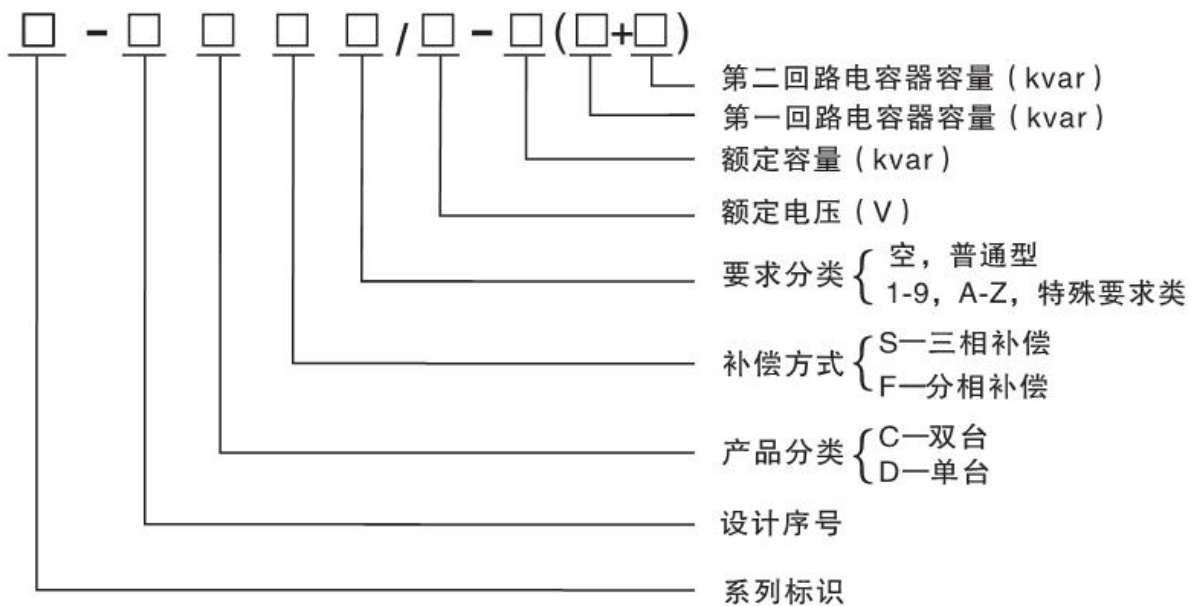 □-□□□□/□-□(□+□)
第二回路电容器容量(kvar)
第一回路电容器容量(kvar)
额定容量(kvar)
额定电压(V)
要求分类{空，普通型
1-9，A-Z，特殊要求类
补偿方式{S—三相补偿
F—分相补偿
产品分类{C—双台
D—单台
设计序号
系列标识